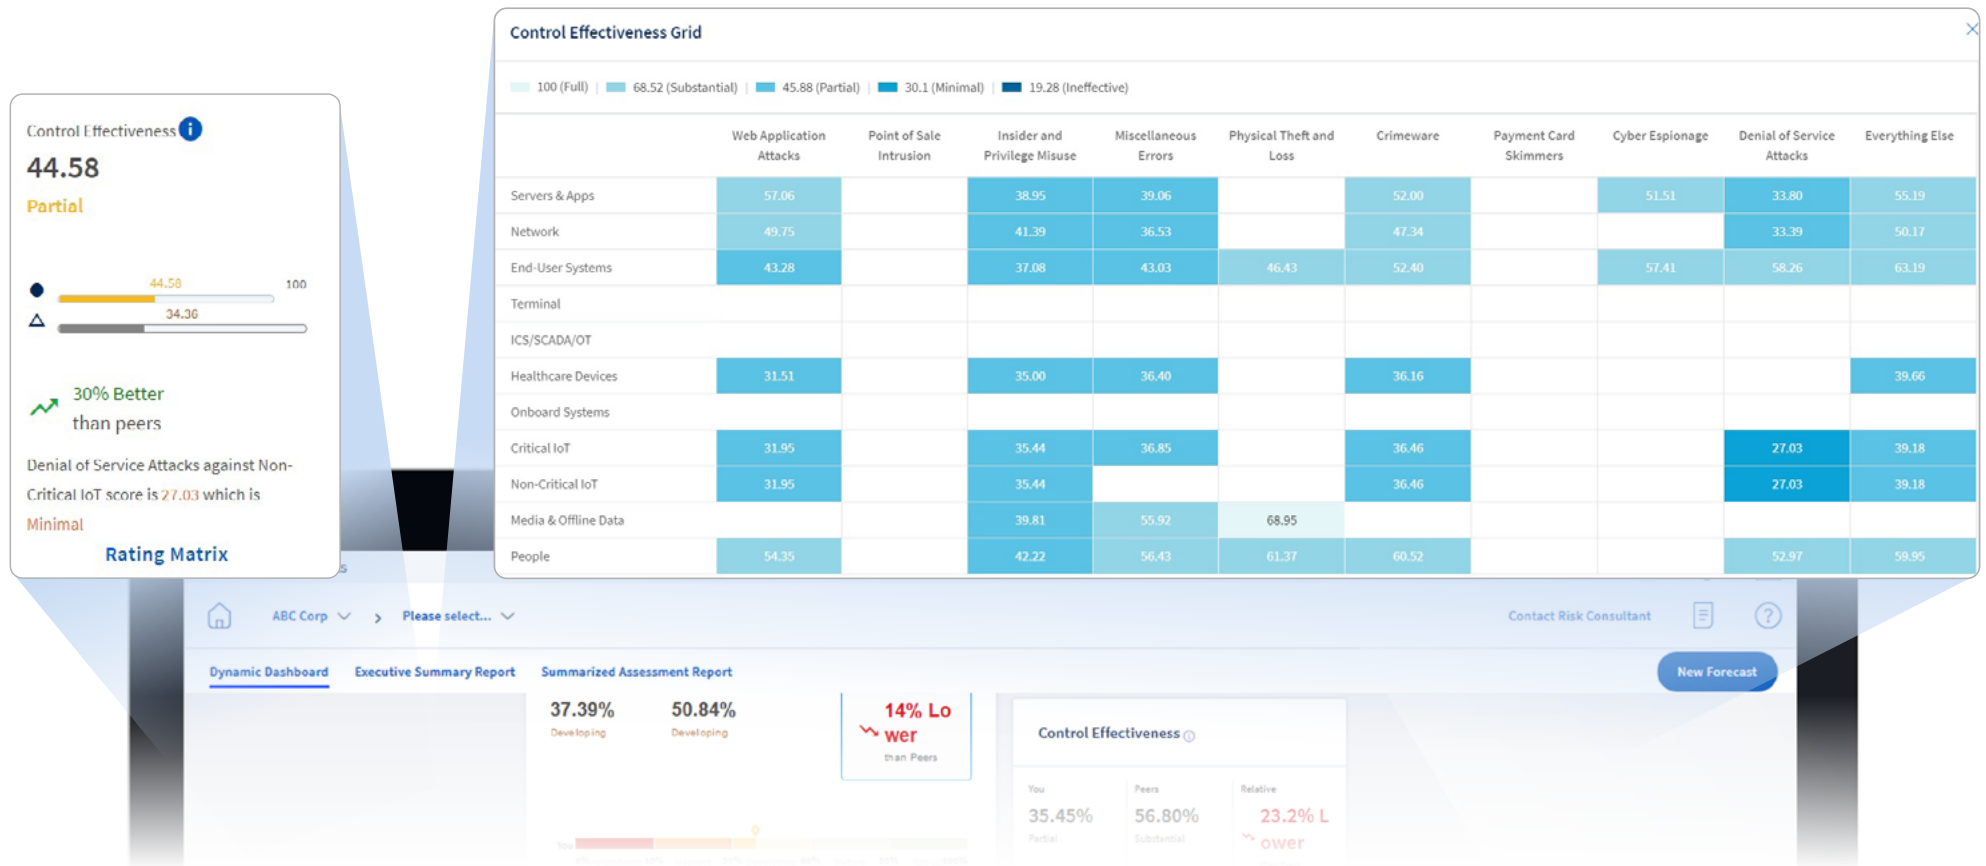 Control Effectiveness Grid
100 (Full) | 68.52 (Substantial) | 45.88 (Partial) | 30.1 (Minimal) | 19.28 (Ineffective)
Web Application Attacks Point of Sale Intrusion Insider and Privilege Misuse Miscellaneous Errors Physical Theft and Loss Crimeware Payment Card Skimmers Cyber Espionage Denial of Service Attacks Everything Else
Servers & Apps 57.06 38.95 39.06 52.00 51.51 33.80 55.19
Network 49.75 41.39 36.53 47.34 33.39 50.17
End-User Systems 43.28 37.08 43.03 46.43 52.40 57.41 58.26 63.19
Terminal
ICS/SCADA/OT
Healthcare Devices 31.51 35.00 36.40 36.16 39.66
Onboard Systems
Critical IoT 31.95 35.44 36.85 36.46 27.03 39.18
Non-Critical IoT 31.95 35.44 36.46 27.03 39.18
Media & Offline Data 39.81 55.92 68.95
People 54.35 42.22 56.43 61.37 60.52 52.97 59.95
Control Effectiveness i
44.58
Partial
44.58 100
34.36
30% Better
than peers
Denial of Service Attacks against Non-
Critical IoT score is 27.03 which is
Minimal
Rating Matrix
s
ABC Corp > Please select... Contact Risk Consultant ?
Dynamic Dashboard Executive Summary Report Summarized Assessment Report New Forecast
37.39% 50.84%
Developing Developing
14% Lo
wer
than Peers
Control Effectiveness i
You Peers Relative
35.45% 56.80% 23.2% L
Partial Substantial ower
You